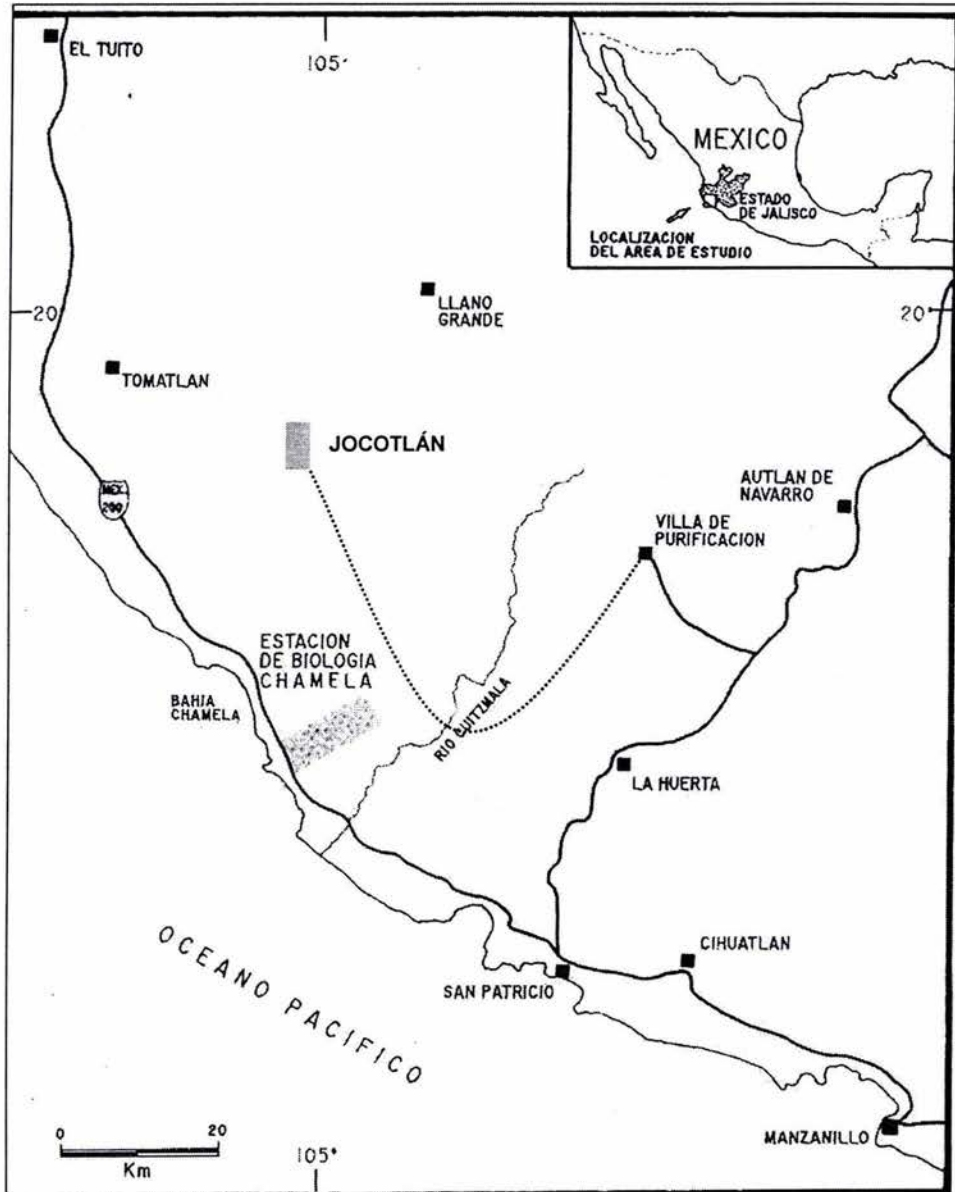 EL TUITO
105°
MEXICO
ESTADO
DE JALISCO
LOCALIZACION
DEL AREA DE ESTUDIO
LLANO
GRANDE
20
20°
TOMATLAN
JOCOTLÁN
MEX
200
AUTLAN DE
NAVARRO
VILLA DE
PURIFICACION
ESTACION
DE BIOLOGIA
CHAMELA
BAHIA
CHAMELA
RIO CUITZMALA
LA HUERTA
OCEANO PACIFICO
SAN PATRICIO
CIHUATLAN
MANZANILLO
0 20
Km
105°